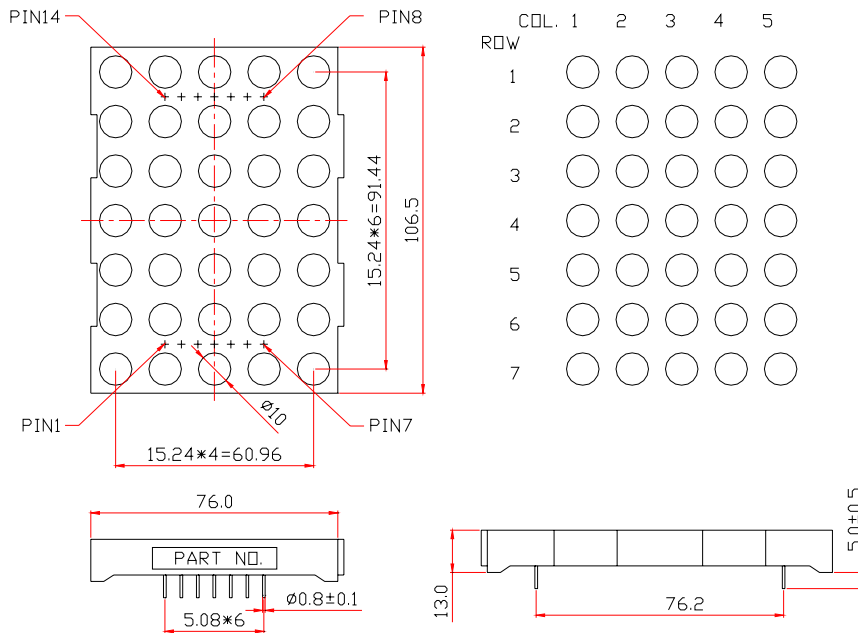 PIN14
PIN8
COL. 1 2 3 4 5
ROW
1
2
3
4
5
6
7
15.24*6=91.44
106.5
PIN1
PIN7
Ø10
15.24*4=60.96
76.0
PART NO.
Ø0.8±0.1
5.08*6
13.0
76.2
5.0±0.5